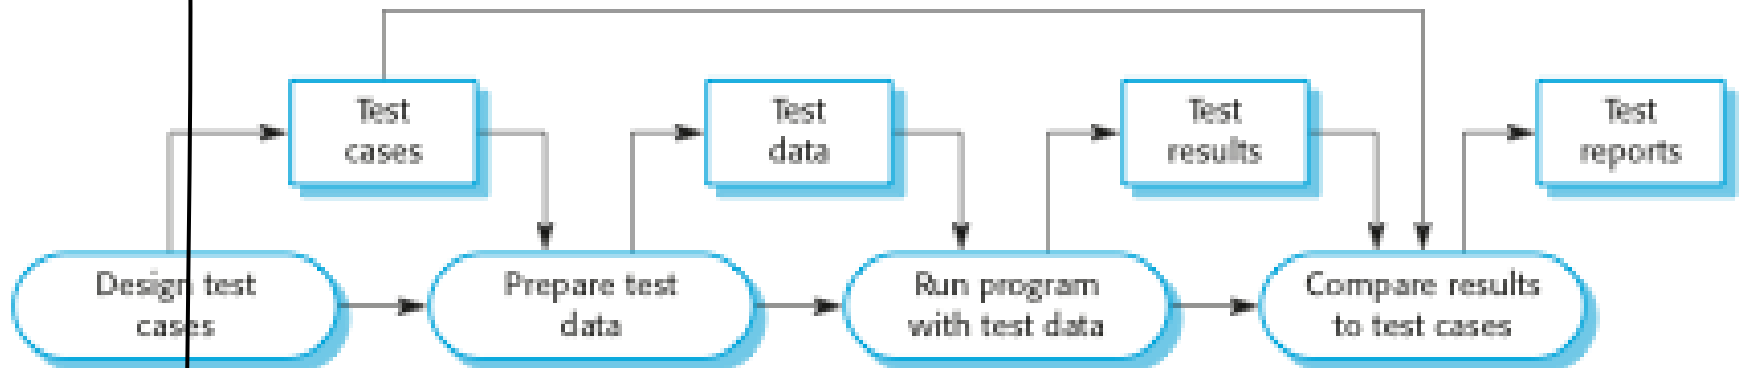 Test
cases
Test
data
Test
results
Test
reports
Design test
cases
Prepare test
data
Run program
with test data
Compare results
to test cases